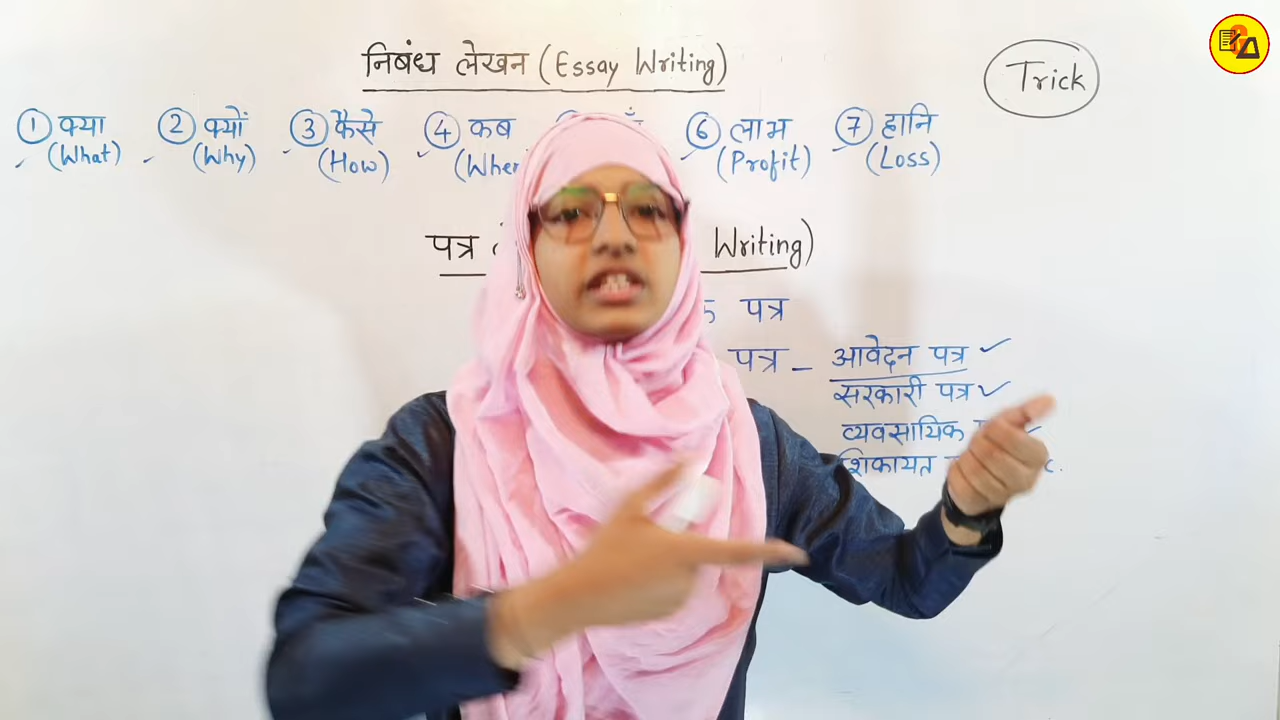 निबंध लेखन (Essay Writing)
Trick
① क्या ② क्यों ③ कैसे ④ कब ⑥ लाभ ⑦ हानि
(What) (Why) (How) (Profit) (Loss)
पत्र Writing)
पत्र
पत्र – आवेदन पत्र ✓
सरकारी पत्र ✓
व्यवसायिक
शिकायत